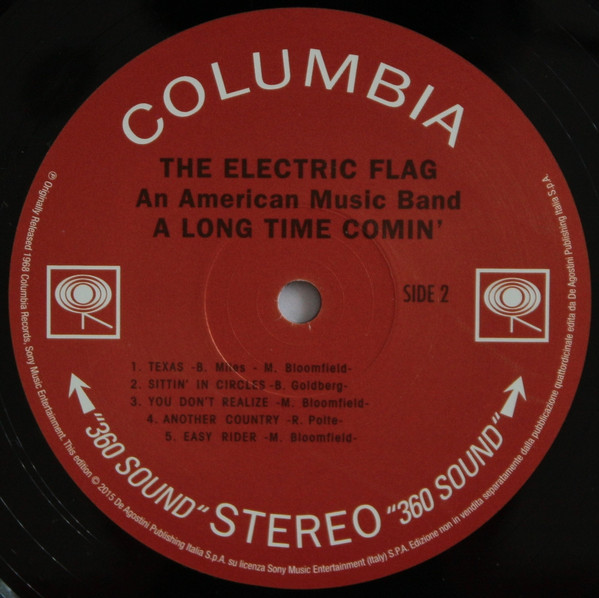 COLUMBIA
THE ELECTRIC FLAG
An American Music Band
A LONG TIME COMIN'
SIDE 2
1. TEXAS -B. Miles - M. Bloomfield-
2. SITTIN' IN CIRCLES -B. Goldberg-
3. YOU DON'T REALIZE -M. Bloomfield-
4. ANOTHER COUNTRY -R. Polte-
5. EASY RIDER -M. Bloomfield-
"360 SOUND" STEREO "360 SOUND"
℗ Originally Released 1968 Columbia Records, Sony Music Entertainment. This edition © 2015 De Agostini Publishing Italia S.p.A. su licenza Sony Music Entertainment (Italy) S.P.A. Edizione non in vendita separatamente dalla pubblicazione quattordicinale edita da De Agostini Publishing Italia S.p.A.